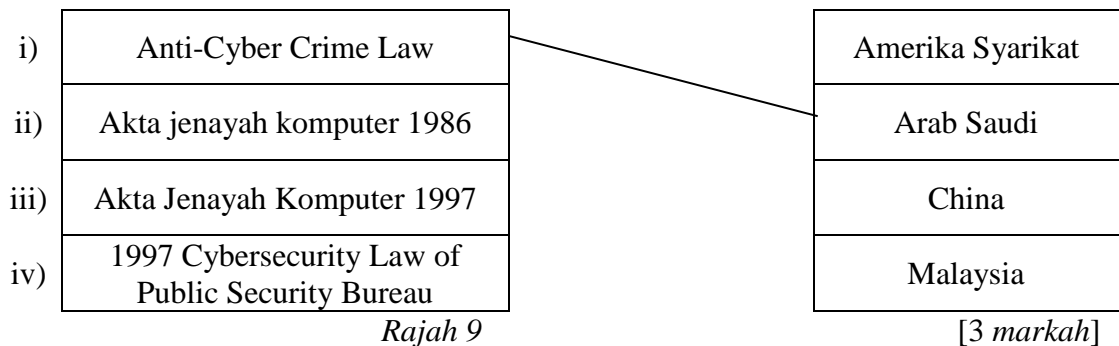 i) Anti-Cyber Crime Law Amerika Syarikat
ii) Akta jenayah komputer 1986 Arab Saudi
iii) Akta Jenayah Komputer 1997 China
iv) 1997 Cybersecurity Law of
Public Security Bureau Malaysia
Rajah 9 [3 markah]